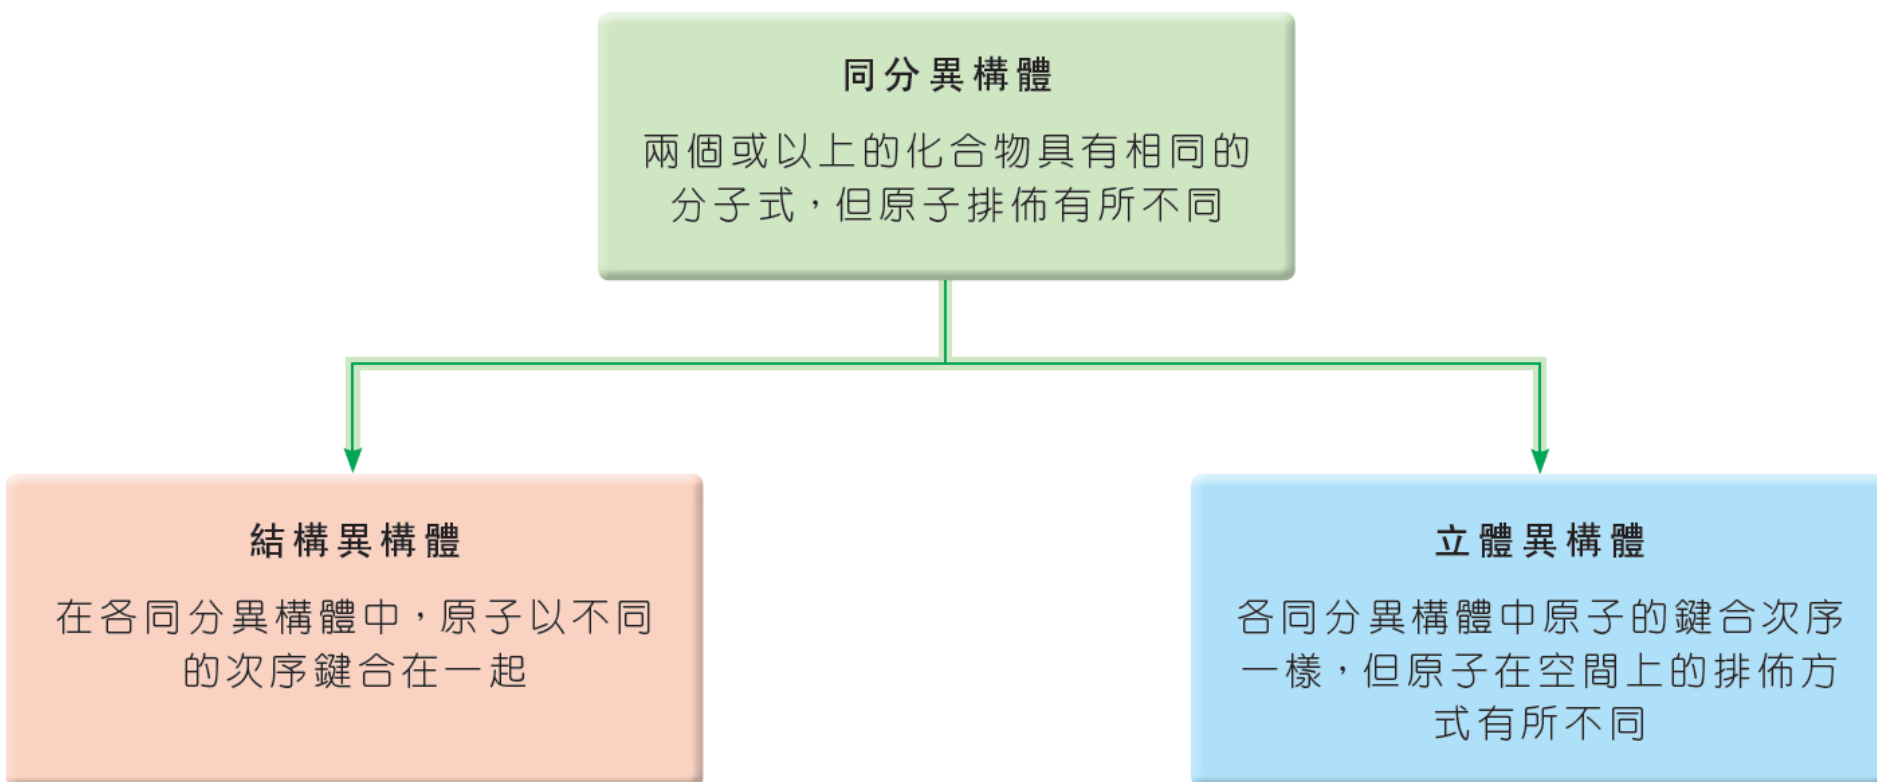 同分異構體
兩個或以上的化合物具有相同的
分子式，但原子排佈有所不同
結構異構體
在各同分異構體中，原子以不同
的次序鍵合在一起
立體異構體
各同分異構體中原子的鍵合次序
一樣，但原子在空間上的排佈方
式有所不同